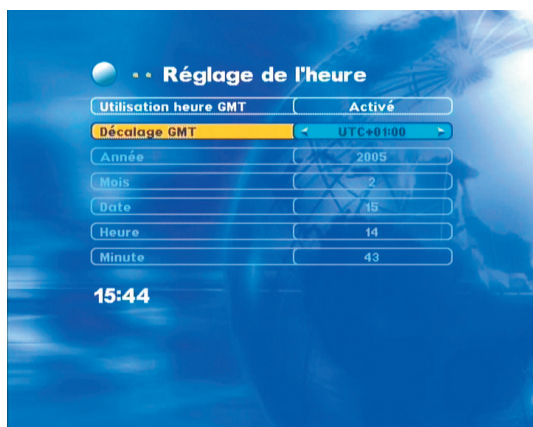 Réglage de l'heure
Utilisation heure GMT Activé
Décalage GMT UTC+01:00
Année 2005
Mois 2
Date 15
Heure 14
Minute 43
15:44